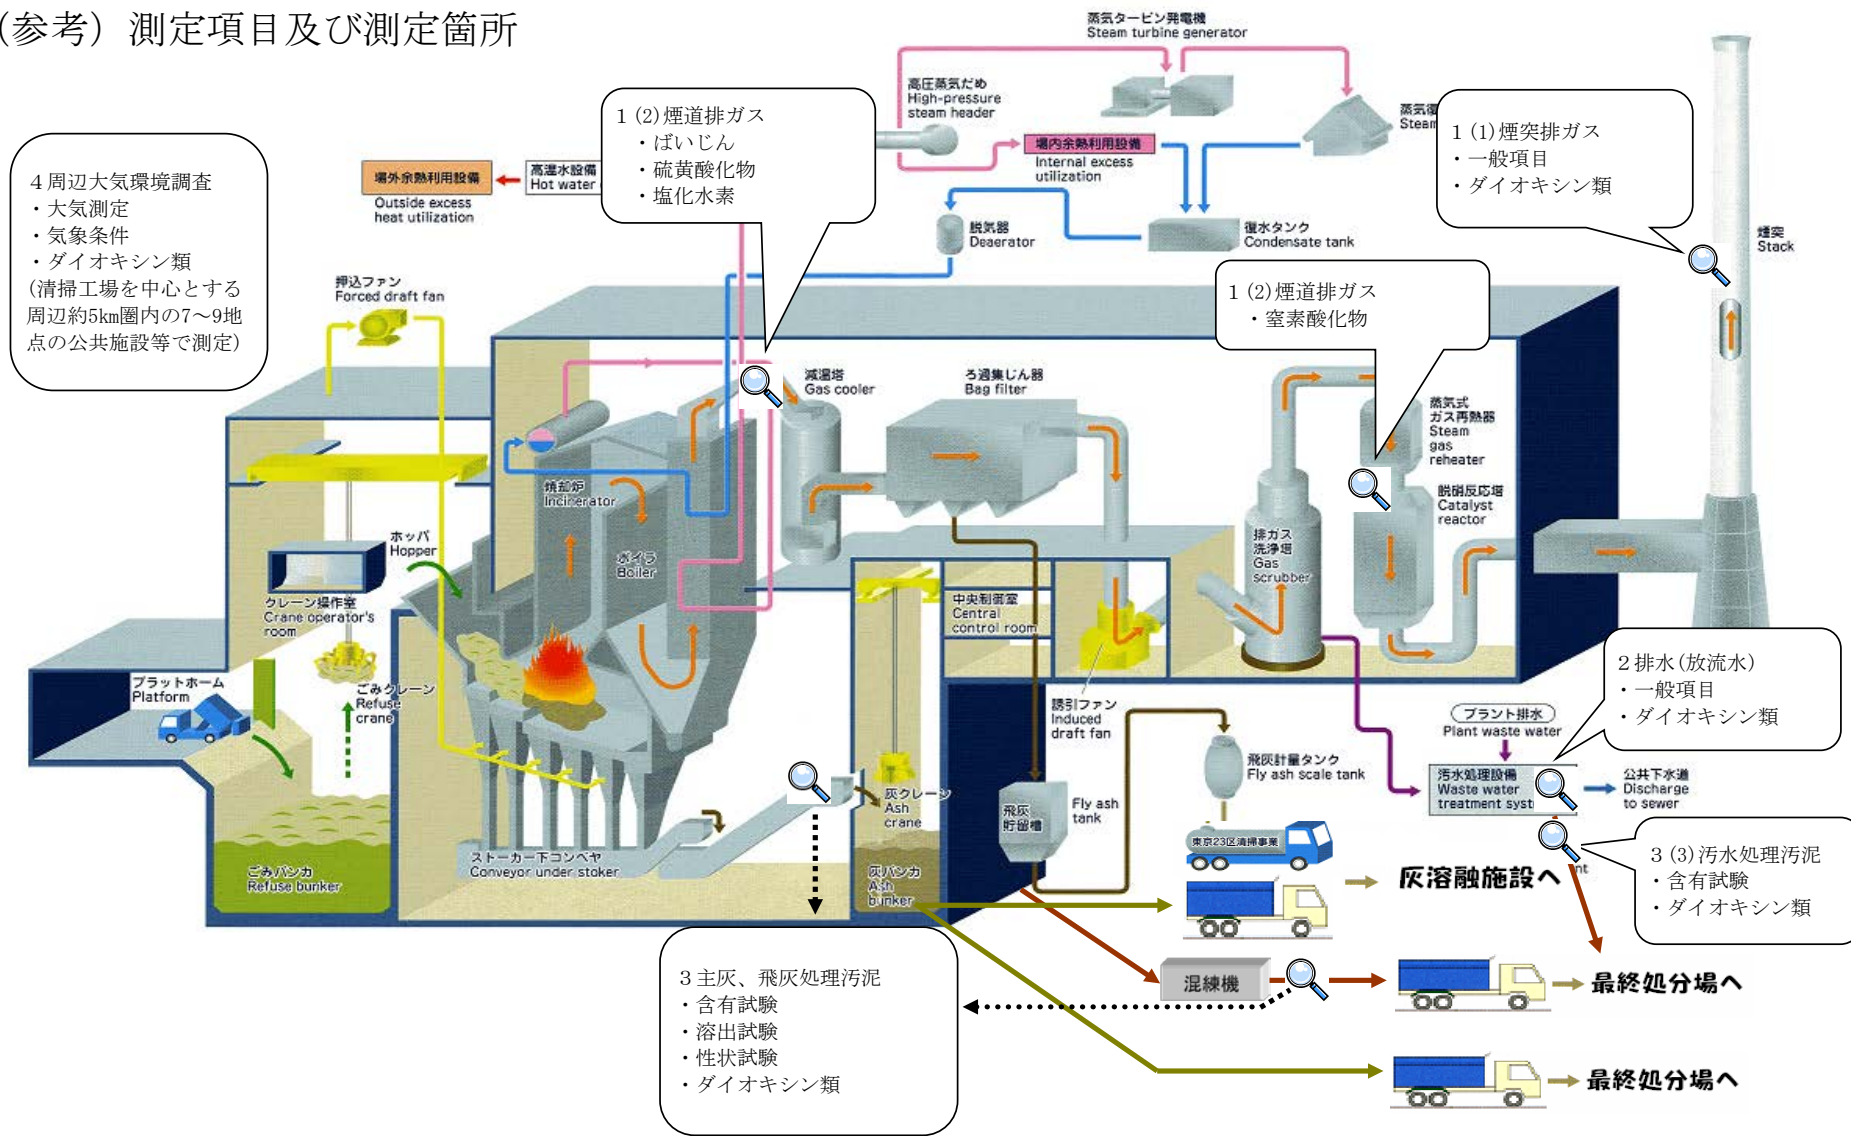 (参考) 測定項目及び測定箇所
蒸気タービン発電機
Steam turbine generator
高圧蒸気だめ
High-pressure
steam header
蒸気復
Steam
1(2)煙道排ガス
・ばいじん
・硫黄酸化物
・塩化水素
1(1)煙突排ガス
・一般項目
・ダイオキシン類
4周辺大気環境調査
・大気測定
・気象条件
・ダイオキシン類
(清掃工場を中心とする
周辺約5km圏内の7～9地
点の公共施設等で測定)
場外余熱利用設備
Outside excess
heat utilization
高温水設備
Hot water
場内余熱利用設備
Internal excess
utilization
脱気器
Deaerator
復水タンク
Condensate tank
煙突
Stack
押込ファン
Forced draft fan
1(2)煙道排ガス
・窒素酸化物
減温塔
Gas cooler
ろ過集じん器
Bag filter
蒸気式
ガス再熱器
Steam
gas
reheater
焼却炉
Incinerator
脱硝反応塔
Catalyst
reactor
ホッパ
Hopper
ボイラ
Boiler
排ガス
洗浄塔
Gas
scrubber
クレーン操作室
Crane operator's
room
中央制御室
Central
control room
プラットホーム
Platform
ごみクレーン
Refuse
crane
誘引ファン
Induced
draft fan
2排水(放流水)
・一般項目
・ダイオキシン類
プラント排水
Plant waste water
飛灰計量タンク
Fly ash scale tank
汚水処理設備
Waste water
treatment syst
公共下水道
Discharge
to sewer
灰クレーン
Ash
crane
飛灰
貯留槽
Fly ash
tank
東京23区清掃事業
ストーカー下コンベヤ
Conveyor under stoker
ごみバンカ
Refuse bunker
灰バンカ
Ash
bunker
灰溶融施設へ
nt
3(3)汚水処理汚泥
・含有試験
・ダイオキシン類
3主灰、飛灰処理汚泥
・含有試験
・溶出試験
・性状試験
・ダイオキシン類
混練機
最終処分場へ
最終処分場へ